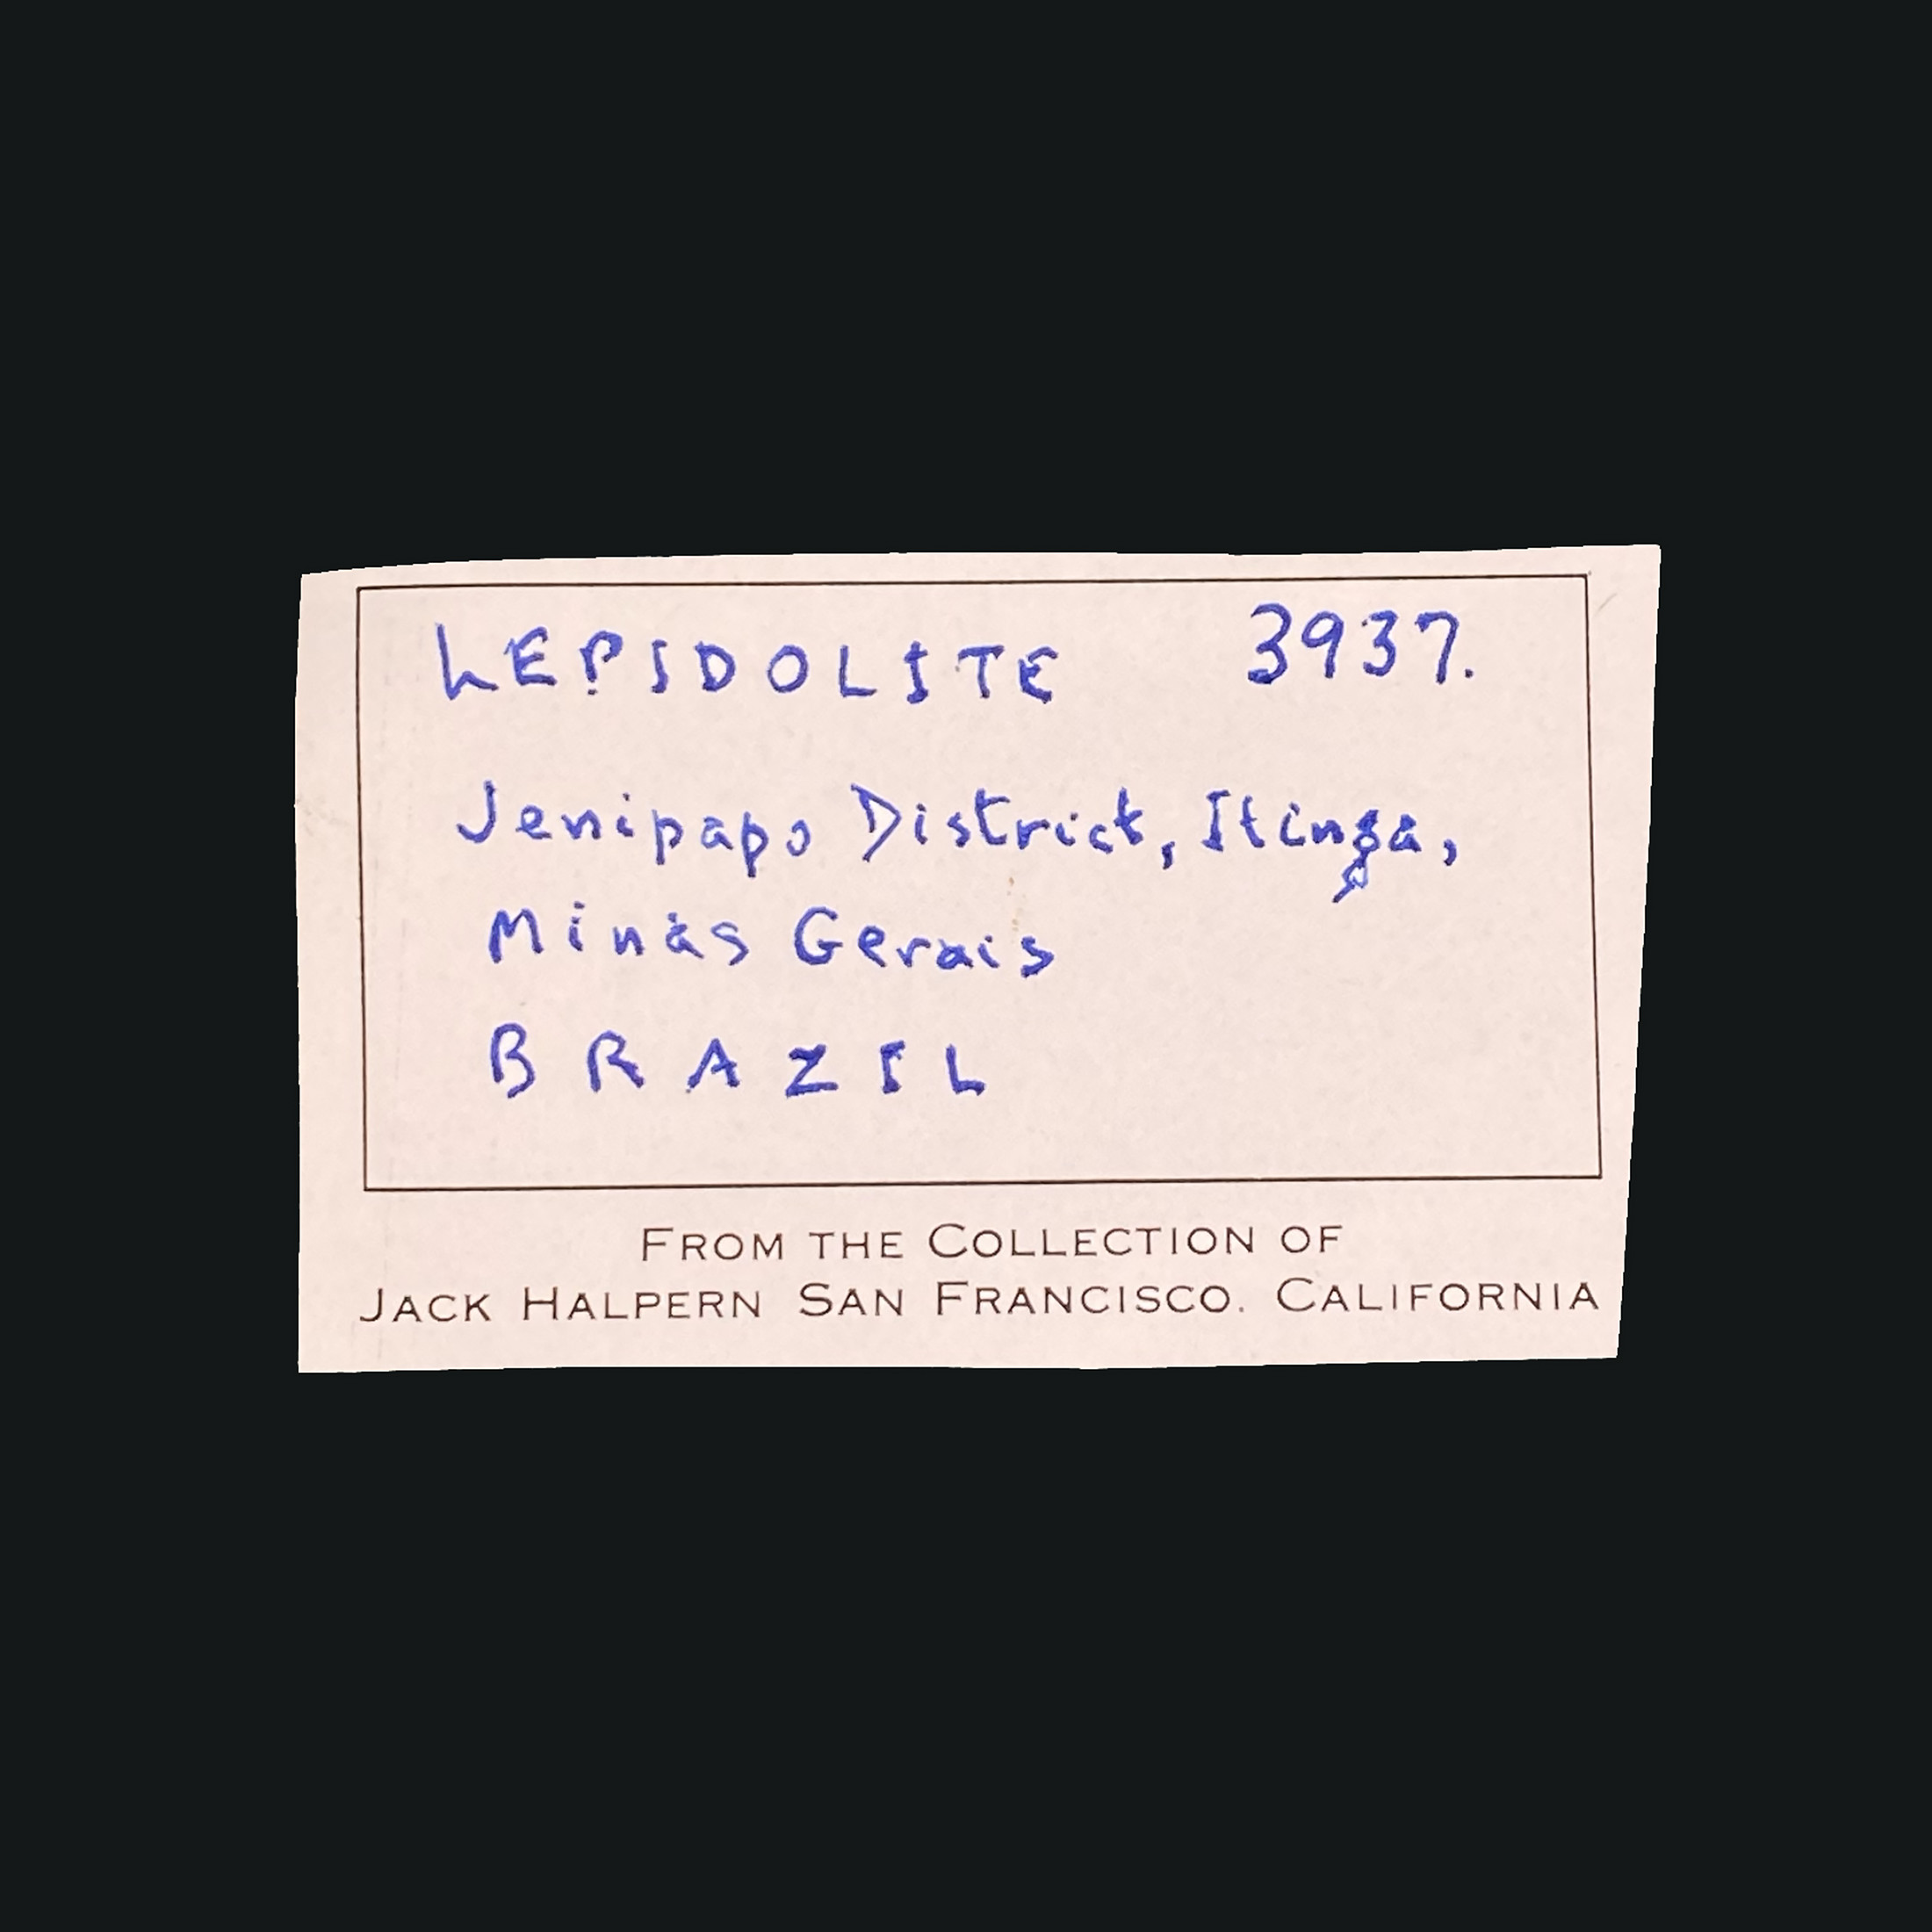 LEPIDOLITE 3937.
Jenipapo District, Itinga,
Minas Gerais
BRAZIL
FROM THE COLLECTION OF
JACK HALPERN SAN FRANCISCO. CALIFORNIA